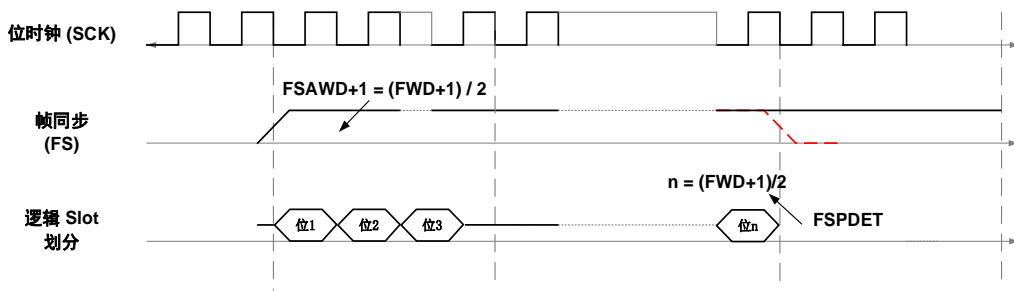 位时钟 (SCK)
FSAWD+1 = (FWD+1) / 2
帧同步
(FS)
n = (FWD+1)/2
逻辑 Slot
划分
位1
位2
位3
位n
FSPDET